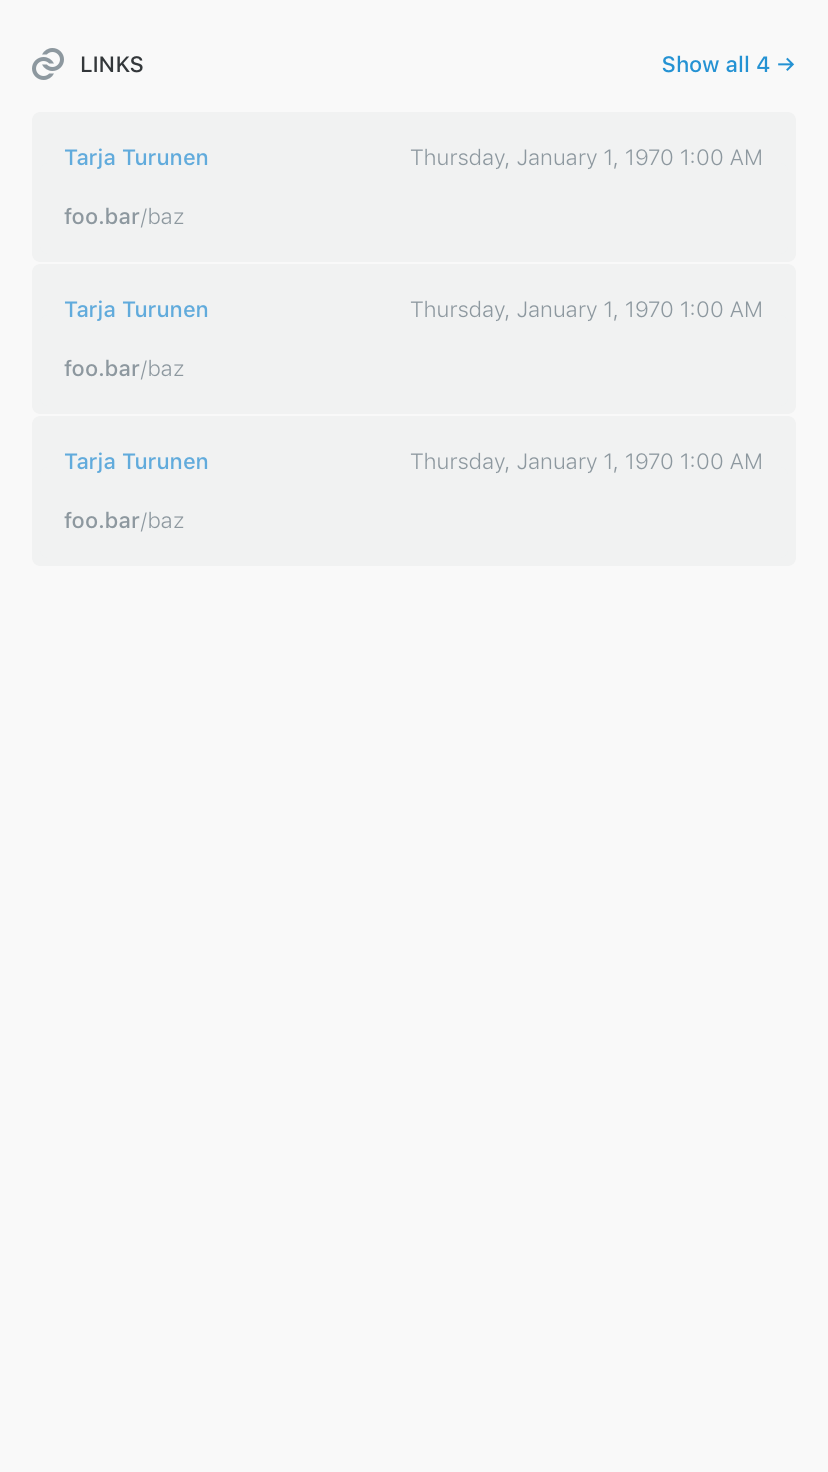 LINKS Show all 4 →
Tarja Turunen Thursday, January 1, 1970 1:00 AM
foo.bar/baz
Tarja Turunen Thursday, January 1, 1970 1:00 AM
foo.bar/baz
Tarja Turunen Thursday, January 1, 1970 1:00 AM
foo.bar/baz